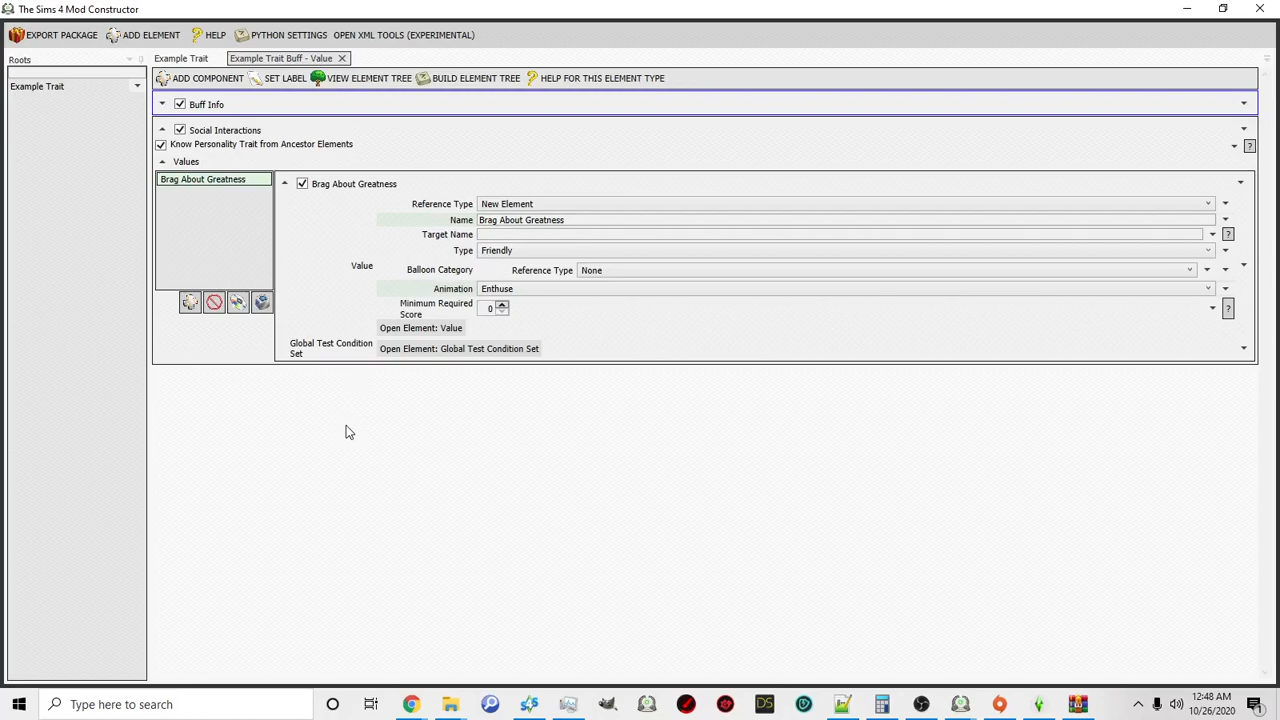 The Sims 4 Mod Constructor
EXPORT PACKAGE ADD ELEMENT HELP PYTHON SETTINGS OPEN XML TOOLS (EXPERIMENTAL)
Roots
Example Trait
Example Trait Example Trait Buff - Value
ADD COMPONENT SET LABEL VIEW ELEMENT TREE BUILD ELEMENT TREE HELP FOR THIS ELEMENT TYPE
Buff Info
Social Interactions
Know Personality Trait from Ancestor Elements
Values
Brag About Greatness
Brag About Greatness
Reference Type New Element
Name Brag About Greatness
Target Name
Type Friendly
Value
Balloon Category Reference Type None
Animation Enthuse
Minimum Required
Score 0
Open Element: Value
Global Test Condition
Set
Open Element: Global Test Condition Set
Type here to search
12:48 AM
10/26/2020